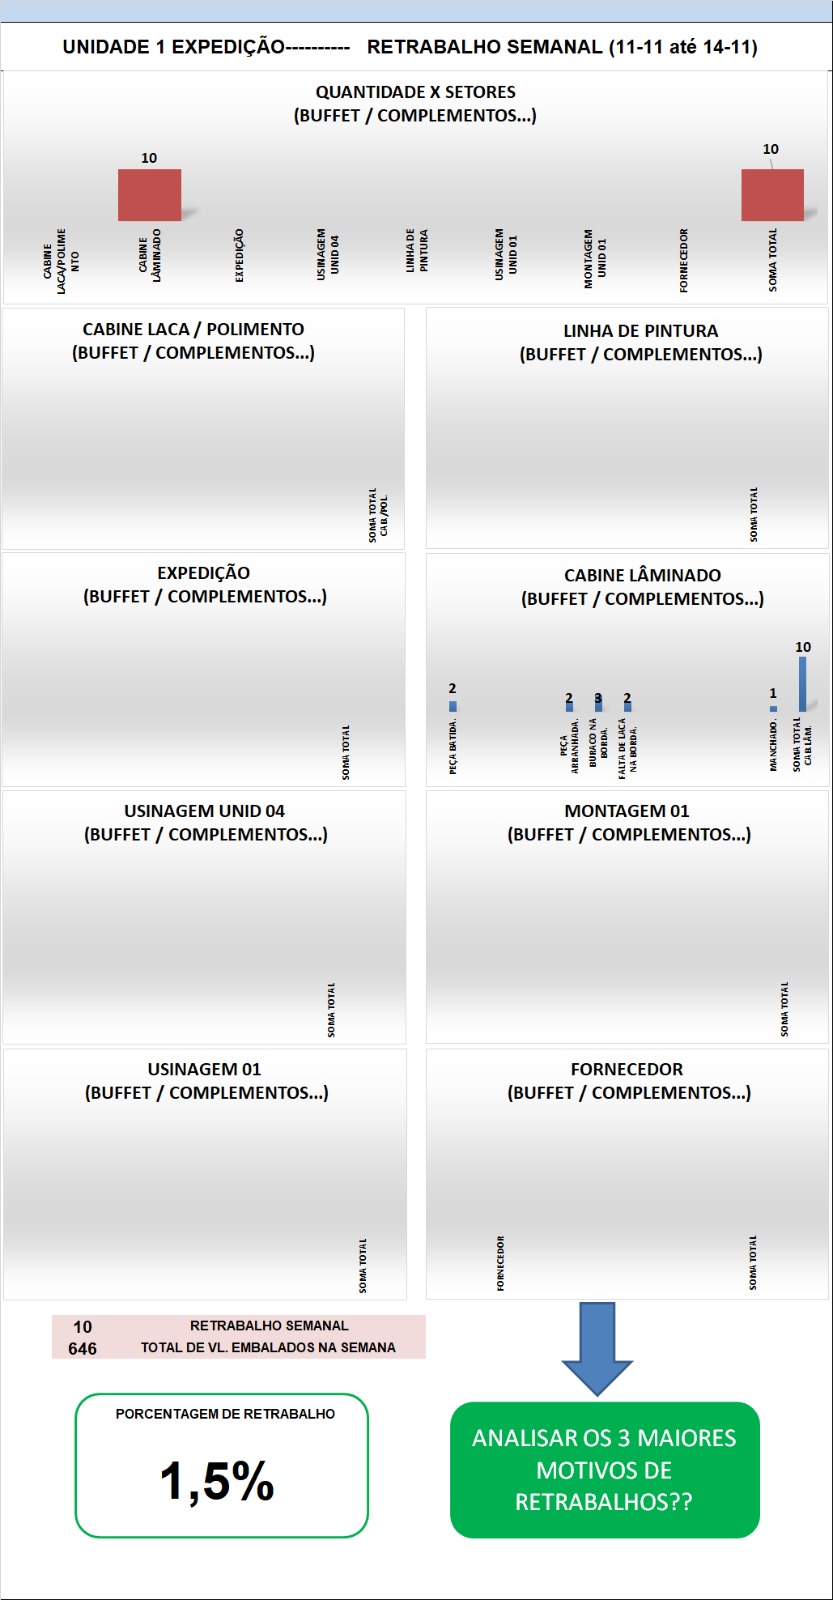 UNIDADE 1 EXPEDIÇÃO---------- RETRABALHO SEMANAL (11-11 até 14-11)
QUANTIDADE X SETORES
(BUFFET / COMPLEMENTOS...)
10
10
CABINE
LACA/POLIME
NTO
CABINE
LÂMINADO
EXPEDIÇÃO
USINAGEM
UNID 04
LINHA DE
PINTURA
USINAGEM
UNID 01
MONTAGEM
UNID 01
FORNECEDOR
SOMA TOTAL
CABINE LACA / POLIMENTO
(BUFFET / COMPLEMENTOS...)
SOMA TOTAL
CAB./POL.
LINHA DE PINTURA
(BUFFET / COMPLEMENTOS...)
SOMA TOTAL
EXPEDIÇÃO
(BUFFET / COMPLEMENTOS...)
SOMA TOTAL
CABINE LÂMINADO
(BUFFET / COMPLEMENTOS...)
2
2
3
2
1
10
PEÇA BATIDA.
PEÇA
ARRANHADA.
BURACO NA
BORDA.
FALTA DE LACA
NA BORDA.
MANCHADO.
SOMA TOTAL
CAB.LÂM.
USINAGEM UNID 04
(BUFFET / COMPLEMENTOS...)
SOMA TOTAL
MONTAGEM 01
(BUFFET / COMPLEMENTOS...)
SOMA TOTAL
USINAGEM 01
(BUFFET / COMPLEMENTOS...)
SOMA TOTAL
FORNECEDOR
(BUFFET / COMPLEMENTOS...)
FORNECEDOR
SOMA TOTAL
10 RETRABALHO SEMANAL
646 TOTAL DE VL. EMBALADOS NA SEMANA
PORCENTAGEM DE RETRABALHO
1,5%
ANALISAR OS 3 MAIORES
MOTIVOS DE
RETRABALHOS??